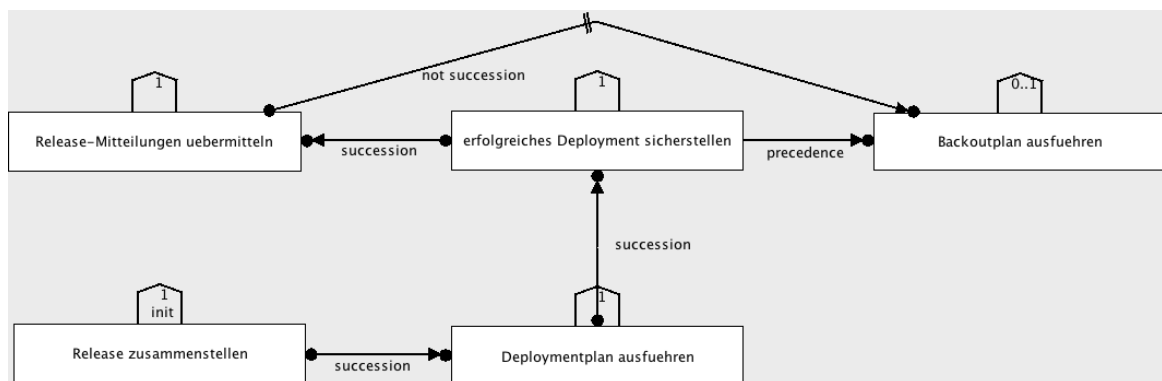 not succession
1
1
0..1
Release-Mitteilungen uebermitteln
erfolgreiches Deployment sicherstellen
Backoutplan ausfuehren
succession
precedence
succession
1
init
1
Release zusammenstellen
Deploymentplan ausfuehren
succession